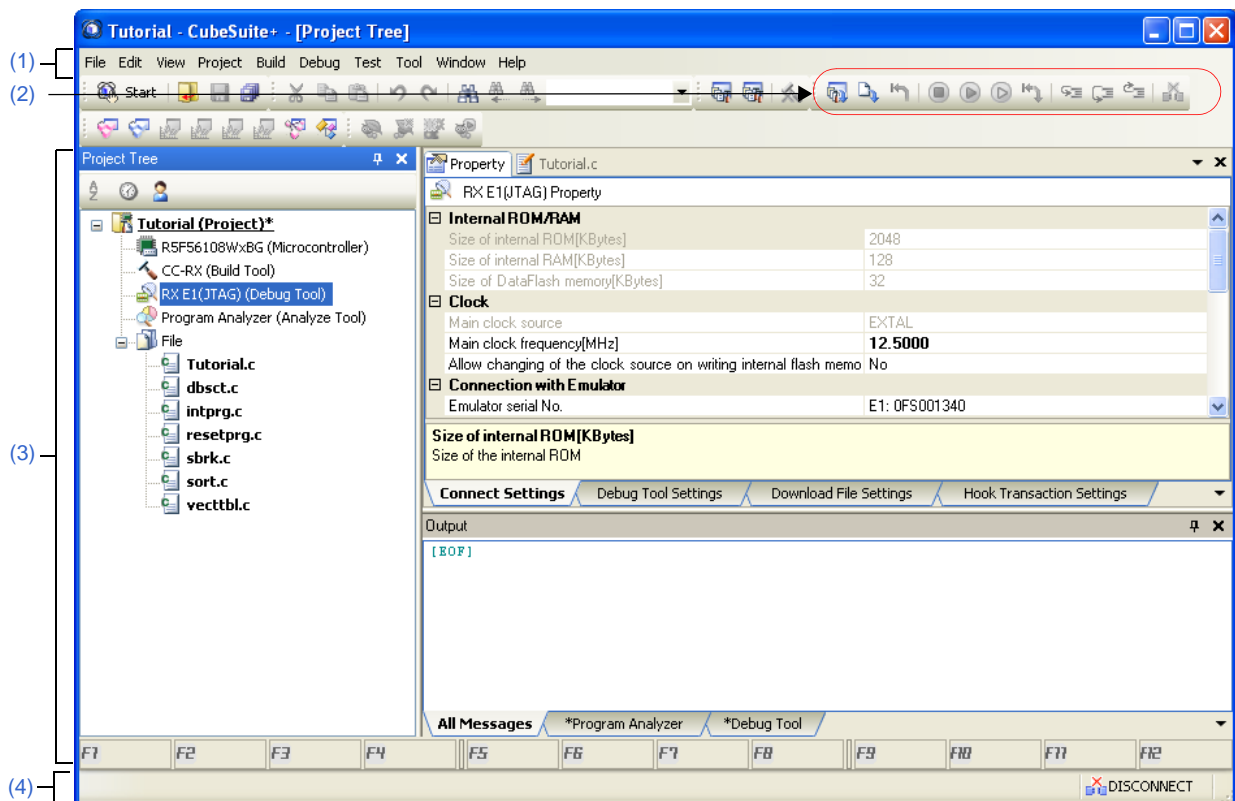 Tutorial - CubeSuite+ - [Project Tree]
(1)
File Edit View Project Build Debug Test Tool Window Help
(2)
Start
(3)
Project Tree
Tutorial (Project)*
R5F56108WxBG (Microcontroller)
CC-RX (Build Tool)
RX E1(JTAG) (Debug Tool)
Program Analyzer (Analyze Tool)
File
Tutorial.c
dbsct.c
intprg.c
resetprg.c
sbrk.c
sort.c
vecttbl.c
Property Tutorial.c
RX E1(JTAG) Property
Internal ROM/RAM
Size of internal ROM[KBytes] 2048
Size of internal RAM[KBytes] 128
Size of DataFlash memory[KBytes] 32
Clock
Main clock source EXTAL
Main clock frequency[MHz] 12.5000
Allow changing of the clock source on writing internal flash memo No
Connection with Emulator
Emulator serial No. E1: 0FS001340
Size of internal ROM[KBytes]
Size of the internal ROM
Connect Settings Debug Tool Settings Download File Settings Hook Transaction Settings
Output
[EOF]
All Messages *Program Analyzer *Debug Tool
F1 F2 F3 F4 F5 F6 F7 F8 F9 F10 F11 F12
(4)
DISCONNECT